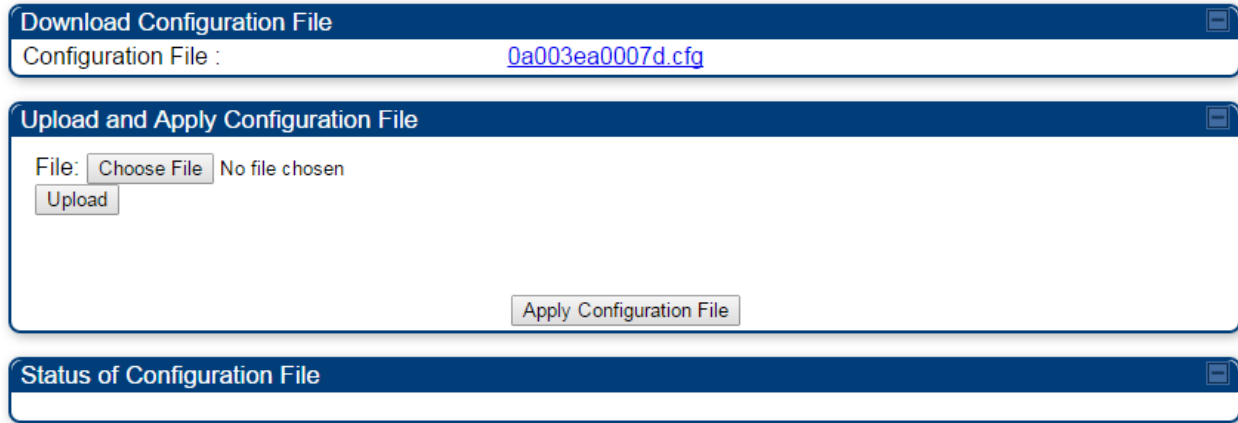 Download Configuration File
Configuration File : 0a003ea0007d.cfg
Upload and Apply Configuration File
File: Choose File No file chosen
Upload
Apply Configuration File
Status of Configuration File